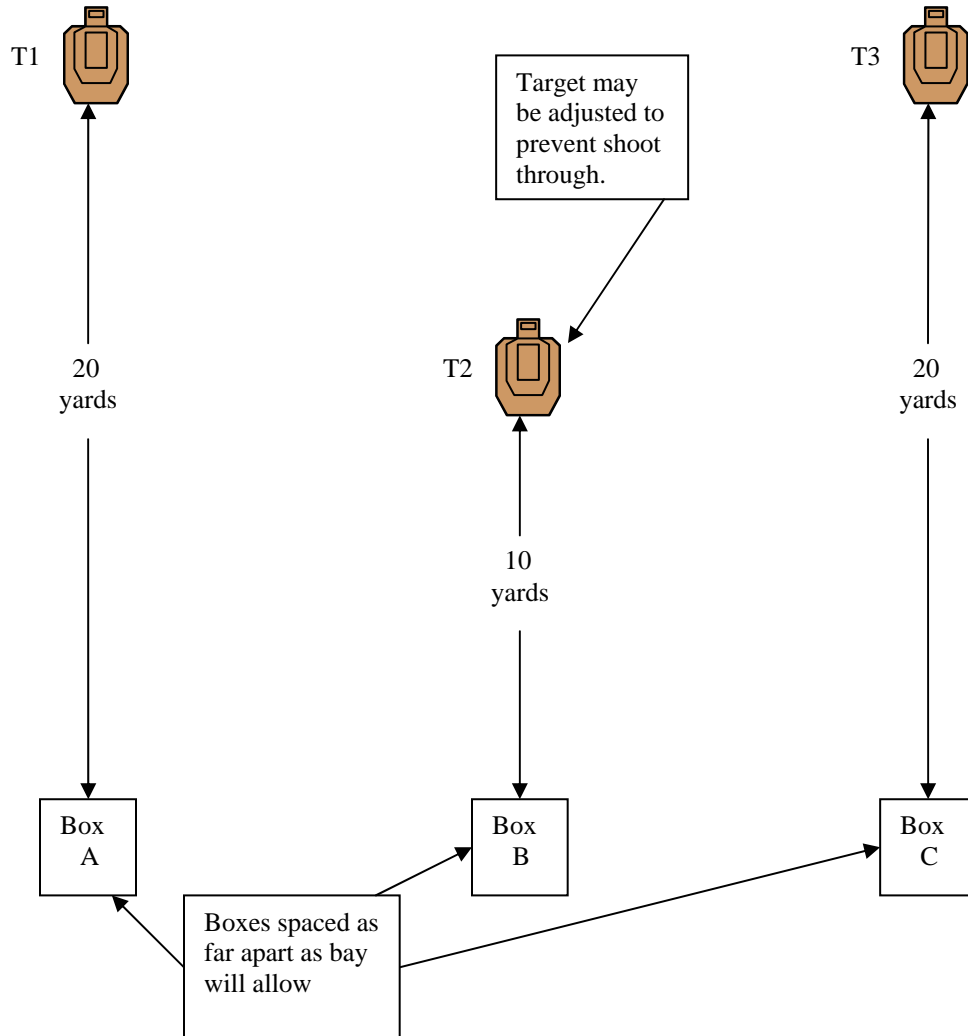 T1
T3
Target may
be adjusted to
prevent shoot
through.
T2
20
yards
20
yards
10
yards
Box
A
Box
B
Box
C
Boxes spaced as
far apart as bay
will allow